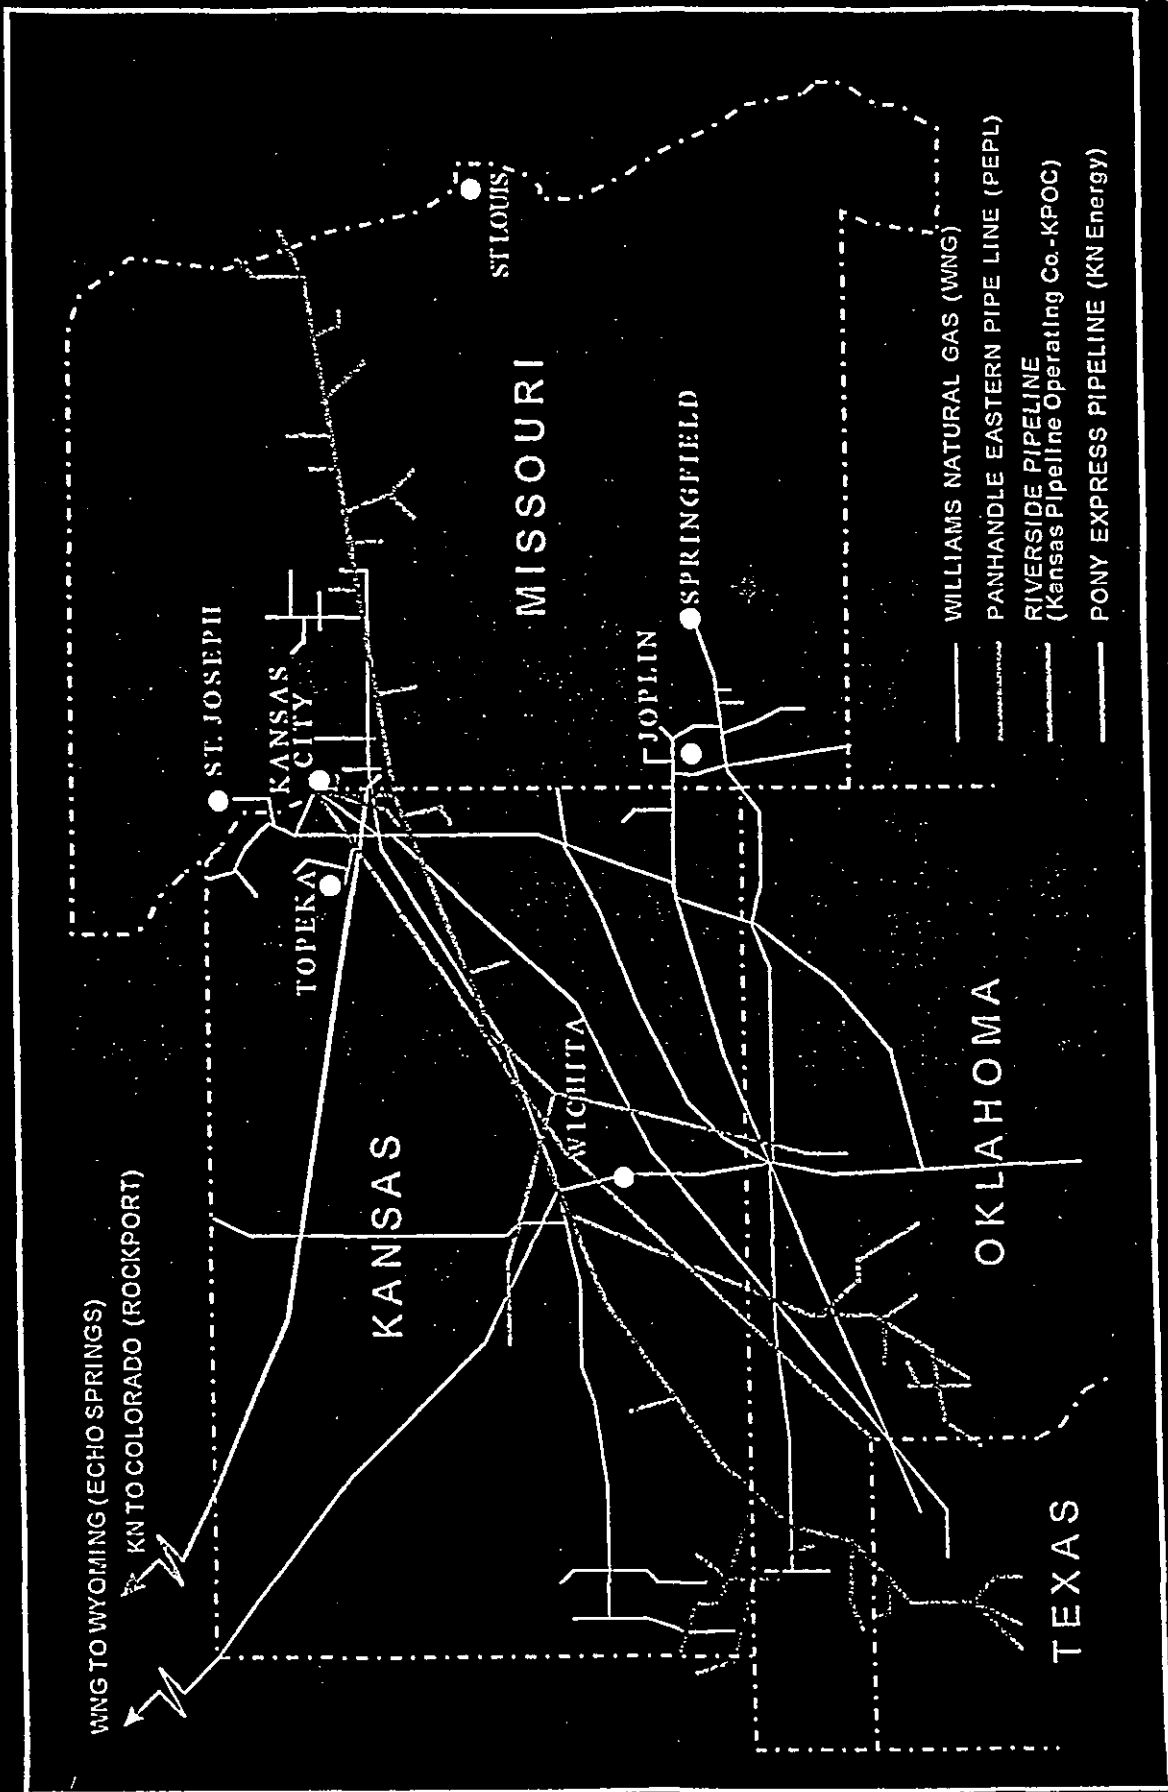 WNG TO WYOMING (ECHO SPRINGS)
KN TO COLORADO (ROCKPORT)
ST. JOSEPH
KANSAS
CITY
TOPEKA
ST LOUIS
MISSOURI
KANSAS
WICHITA
JOPLIN
SPRINGFIELD
OKLAHOMA
TEXAS
WILLIAMS NATURAL GAS (WNG)
PANHANDLE EASTERN PIPE LINE (PEPL)
RIVERSIDE PIPELINE
(Kansas Pipeline Operating Co.-KPOC)
PONY EXPRESS PIPELINE (KN Energy)